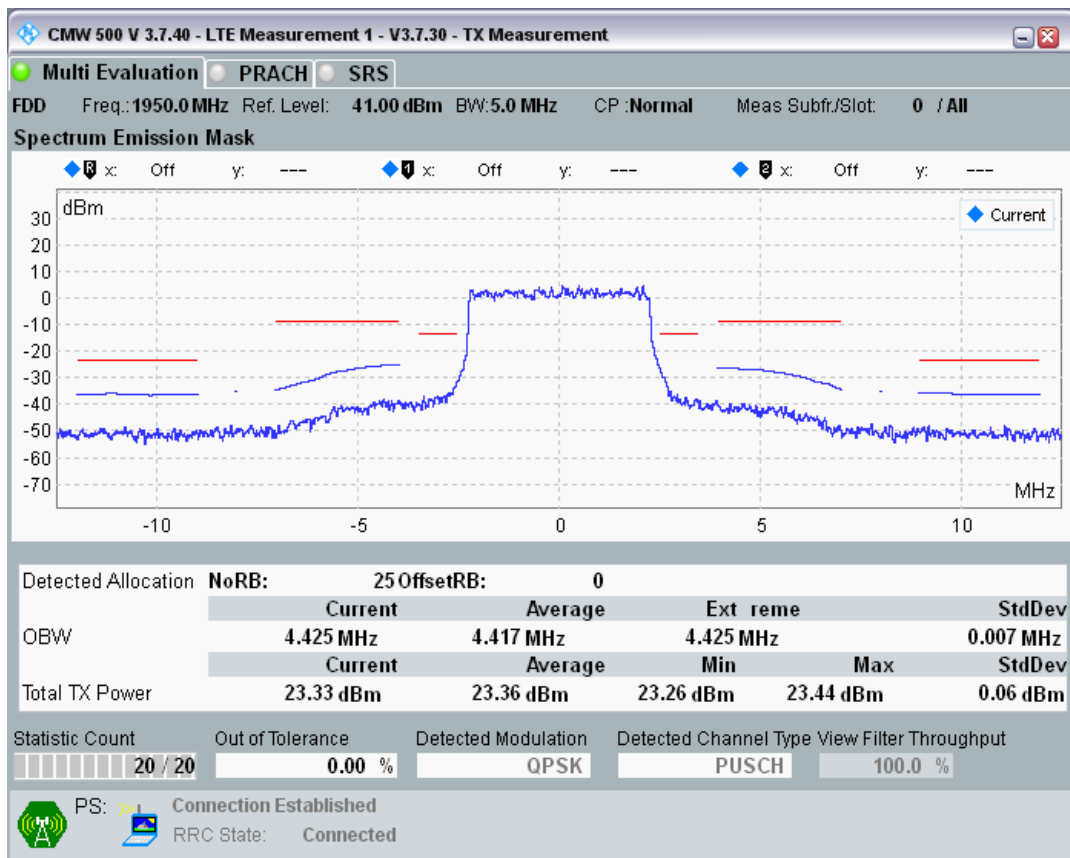 CMW 500 V 3.7.40 - LTE Measurement 1 - V3.7.30 - TX Measurement
Multi Evaluation PRACH SRS
FDD Freq.:1950.0 MHz Ref. Level: 41.00 dBm BW:5.0 MHz CP :Normal Meas Subfr./Slot: 0 / All
Spectrum Emission Mask
R x: Off y: --- 1 x: Off y: --- 2 x: Off y: ---
dBm
Current
30
20
10
0
-10
-20
-30
-40
-50
-60
-70
MHz
-10 -5 0 5 10
Detected Allocation NoRB: 25 OffsetRB: 0
Current Average Ext reme StdDev
OBW 4.425 MHz 4.417 MHz 4.425 MHz 0.007 MHz
Current Average Min Max StdDev
Total TX Power 23.33 dBm 23.36 dBm 23.26 dBm 23.44 dBm 0.06 dBm
Statistic Count Out of Tolerance Detected Modulation Detected Channel Type View Filter Throughput
20 / 20 0.00 % QPSK PUSCH 100.0 %
PS: Connection Established
RRC State: Connected